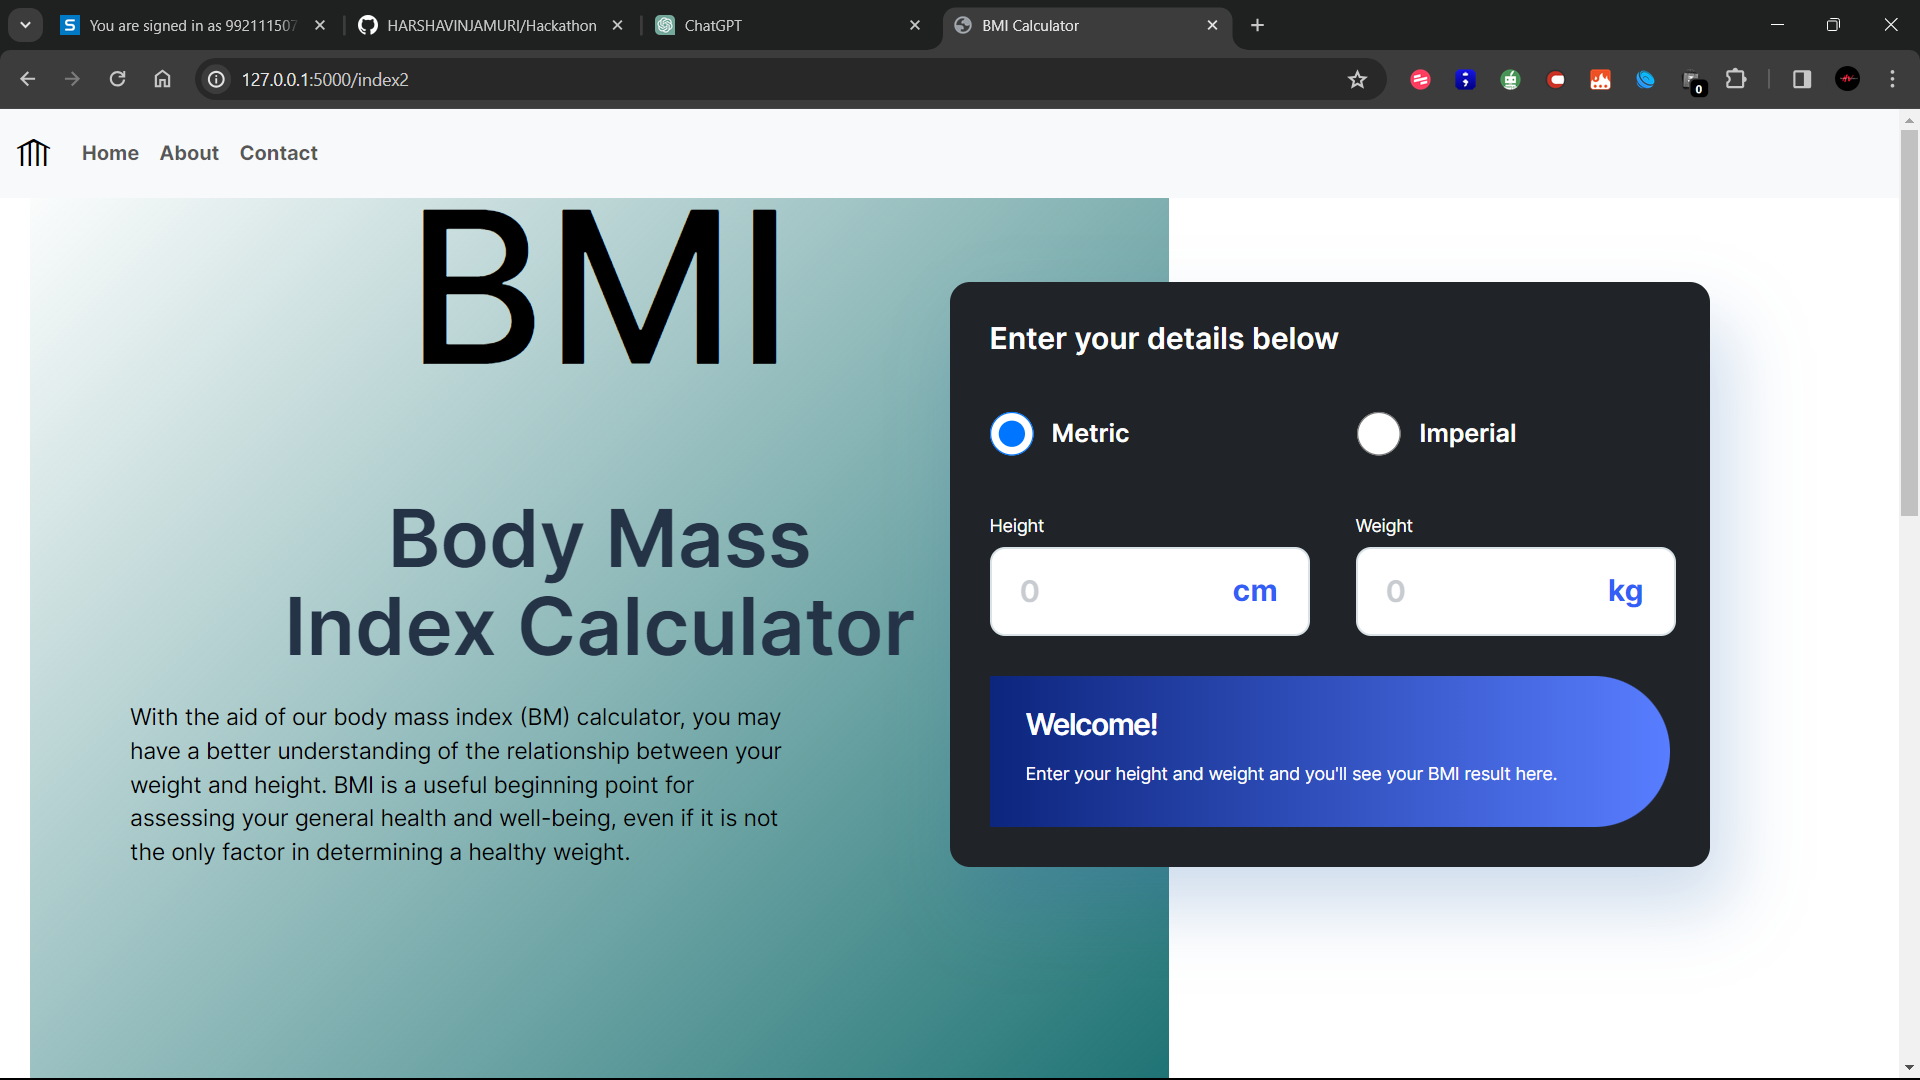 You are signed in as 992111507
HARSHAVINJAMURI/Hackathon
ChatGPT
BMI Calculator
127.0.0.1:5000/index2
0
Home About Contact
BMI
Body Mass
Index Calculator
With the aid of our body mass index (BM) calculator, you may
have a better understanding of the relationship between your
weight and height. BMI is a useful beginning point for
assessing your general health and well-being, even if it is not
the only factor in determining a healthy weight.
Enter your details below
Metric Imperial
Height Weight
0 cm 0 kg
Welcome!
Enter your height and weight and you'll see your BMI result here.